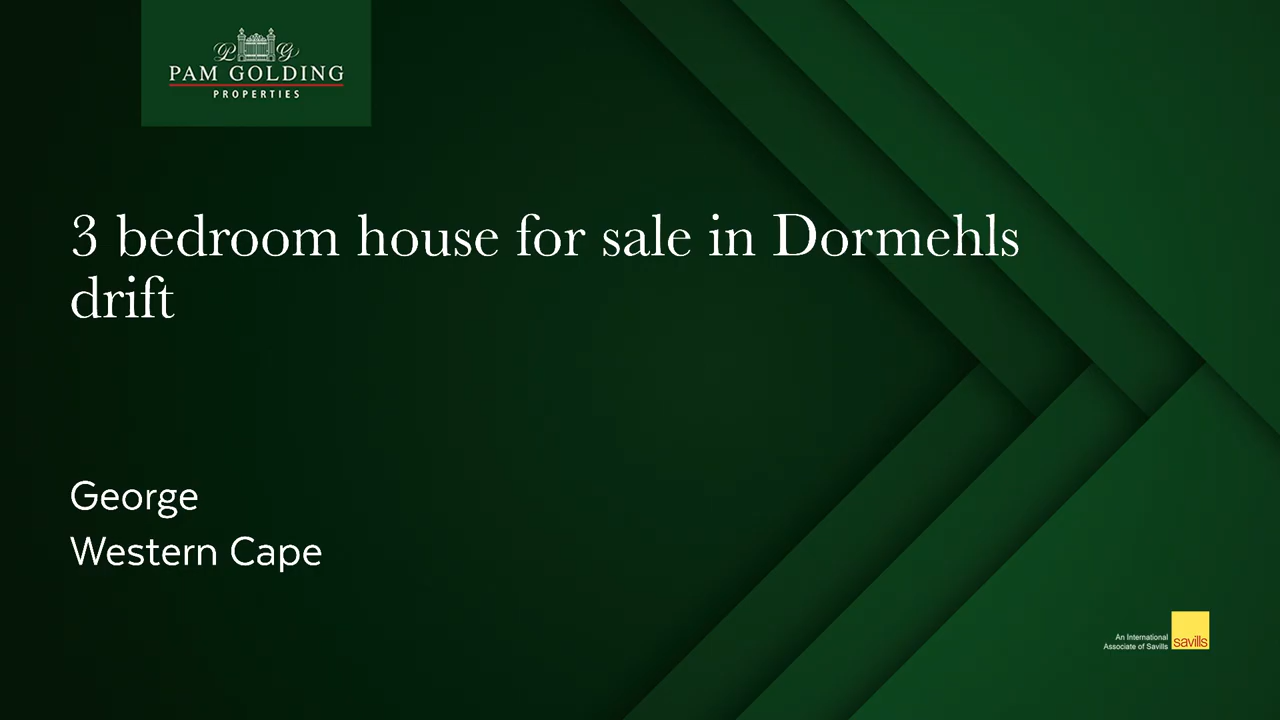 P G
PAM GOLDING
PROPERTIES
3 bedroom house for sale in Dormehls
drift
George
Western Cape
An International
Associate of Savills
savills